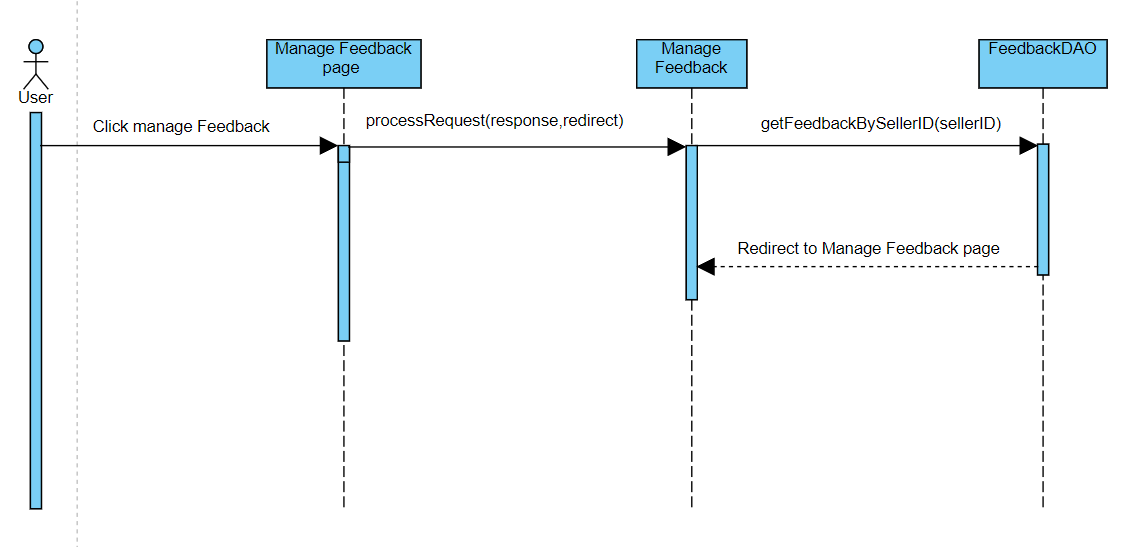 Manage Feedback
page
Manage
Feedback
FeedbackDAO
User
Click manage Feedback
processRequest(response,redirect)
getFeedbackBySellerID(sellerID)
Redirect to Manage Feedback page